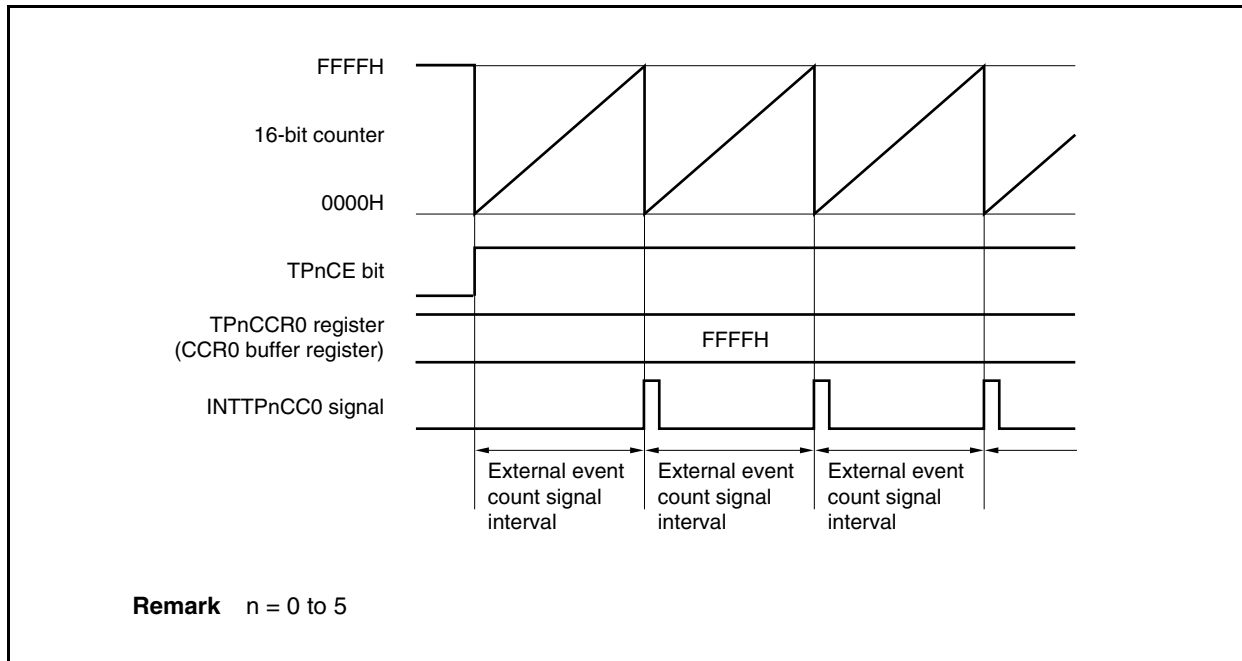 FFFFH
16-bit counter
0000H
TPnCE bit
TPnCCR0 register
(CCR0 buffer register)
FFFFH
INTTPnCC0 signal
External event
count signal
interval
External event
count signal
interval
External event
count signal
interval
Remark n = 0 to 5